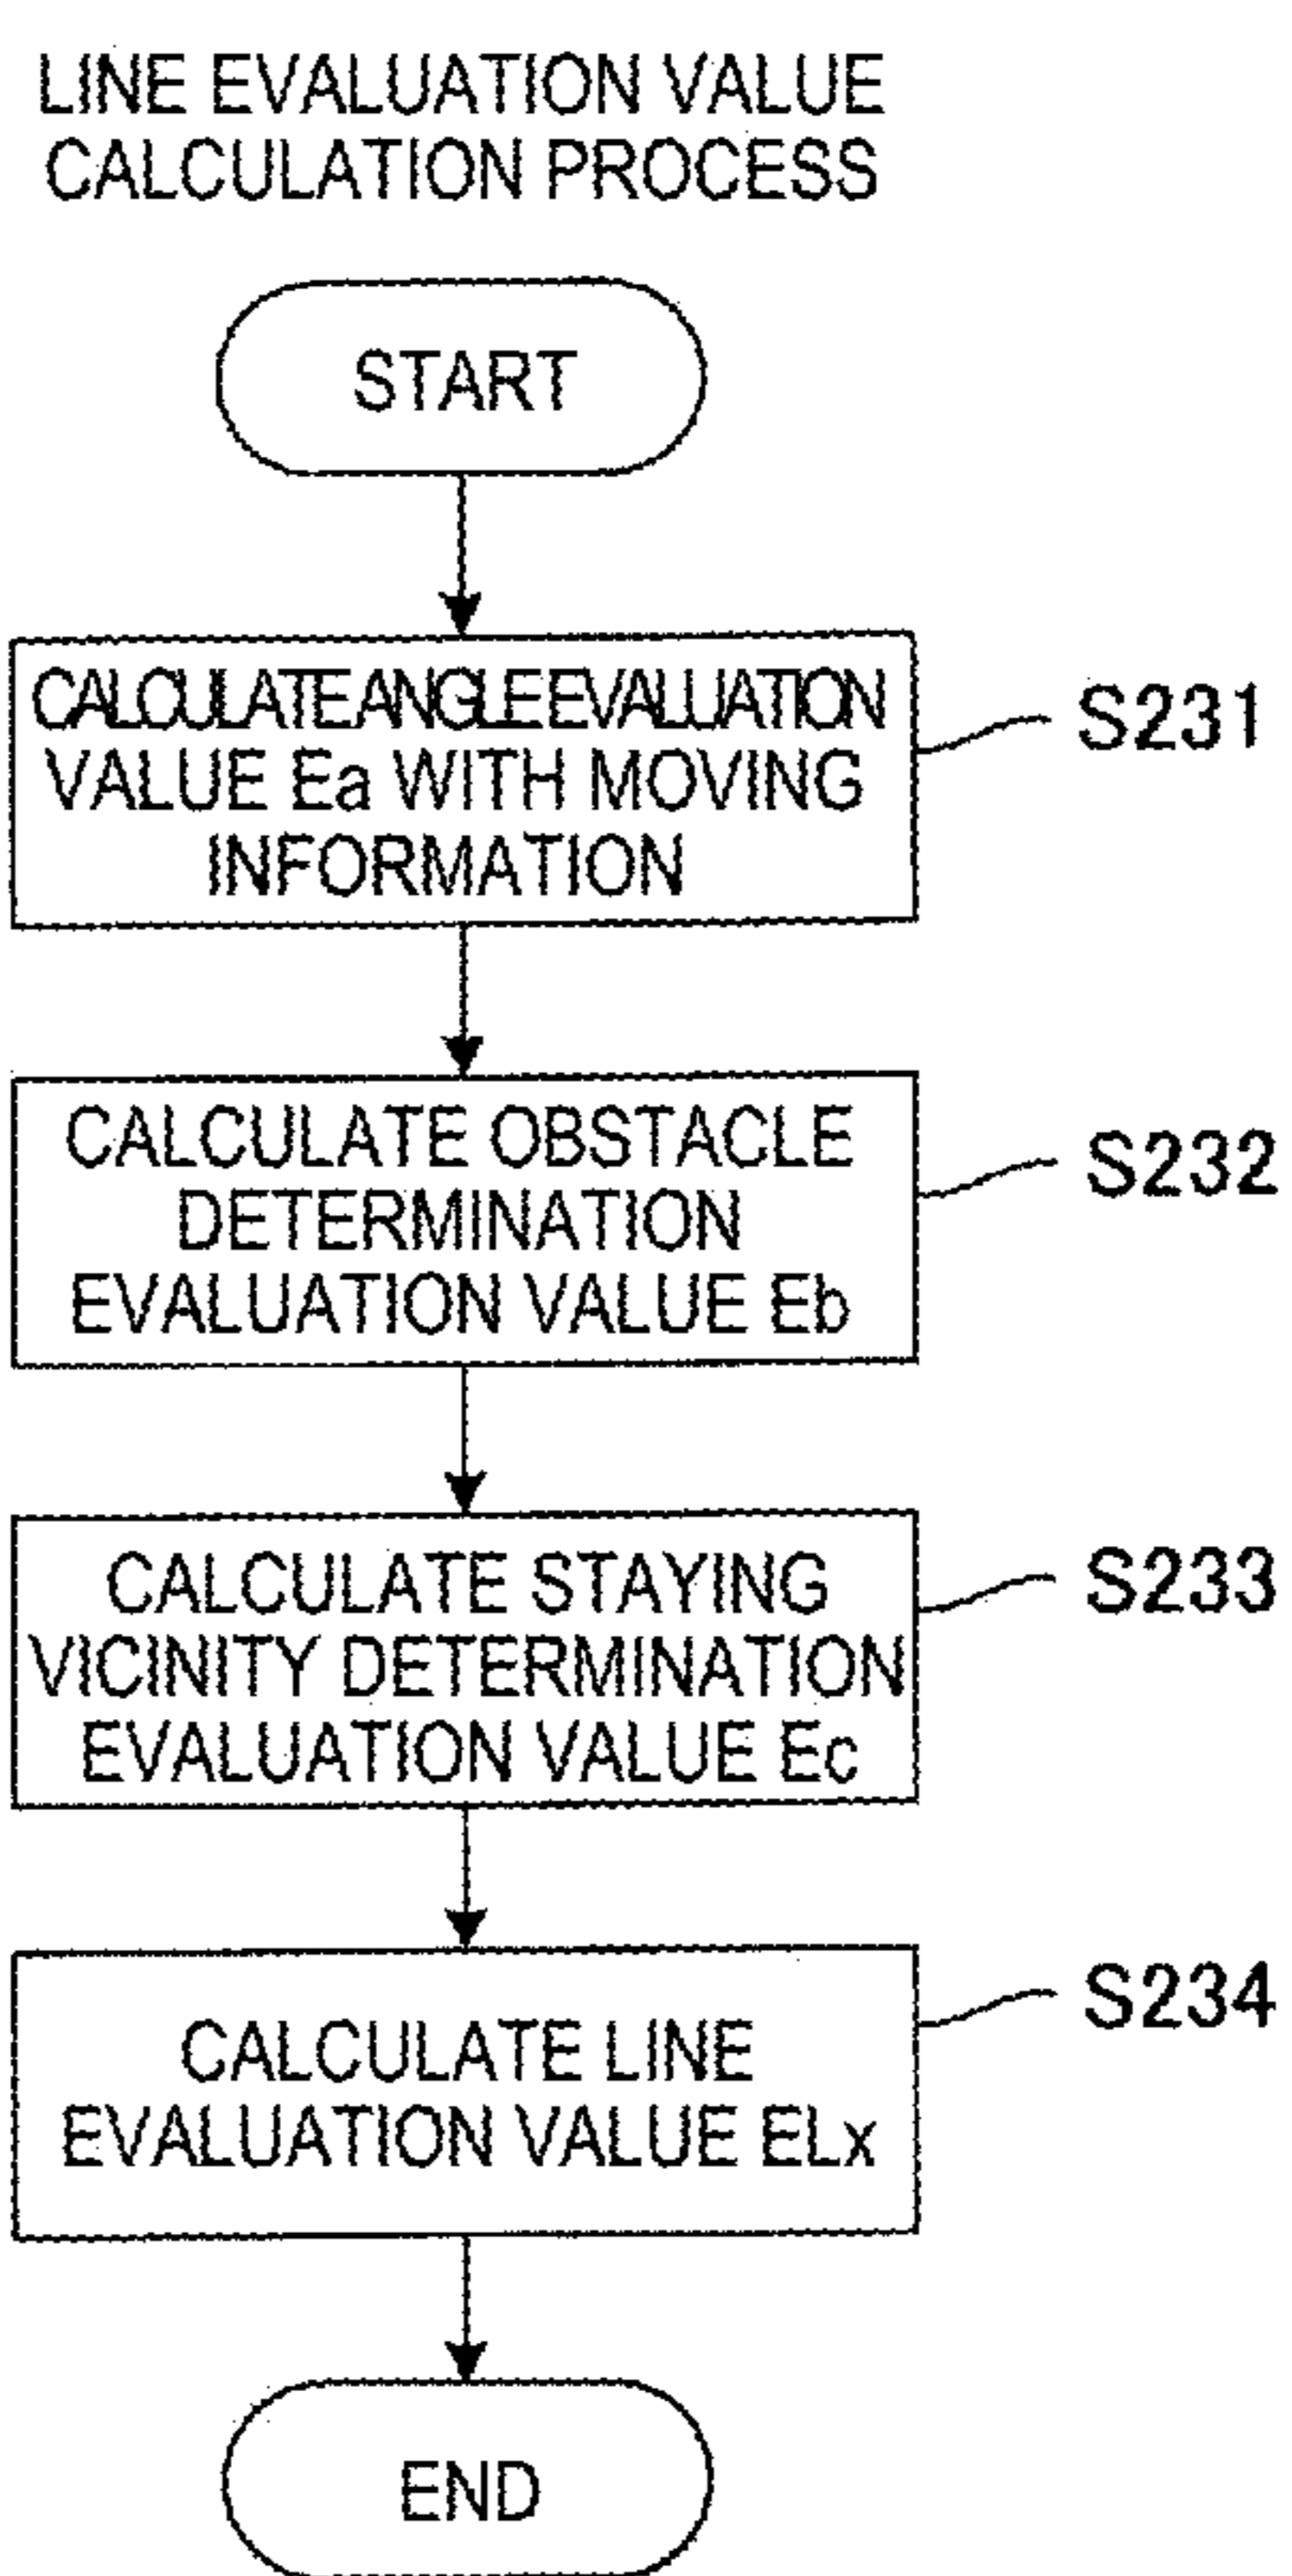 LINE EVALUATION VALUE
CALCULATION PROCESS
START
CALCULATE ANGLE EVALUATION
VALUE Ea WITH MOVING
INFORMATION
S231
CALCULATE OBSTACLE
DETERMINATION
EVALUATION VALUE Eb
S232
CALCULATE STAYING
VICINITY DETERMINATION
EVALUATION VALUE Ec
S233
CALCULATE LINE
EVALUATION VALUE ELx
S234
END